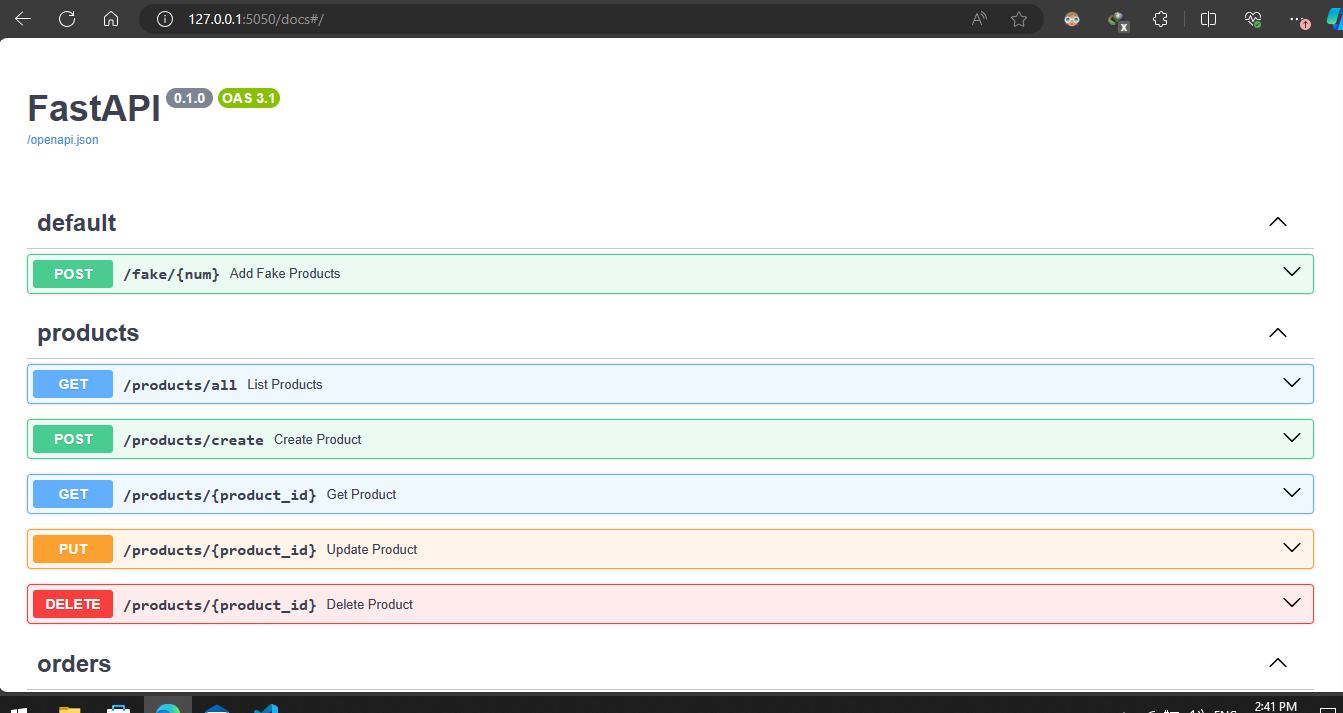 127.0.0.1:5050/docs#/
FastAPI 0.1.0 OAS 3.1
/openapi.json
default
POST /fake/{num} Add Fake Products
products
GET /products/all List Products
POST /products/create Create Product
GET /products/{product_id} Get Product
PUT /products/{product_id} Update Product
DELETE /products/{product_id} Delete Product
orders
2:41 PM